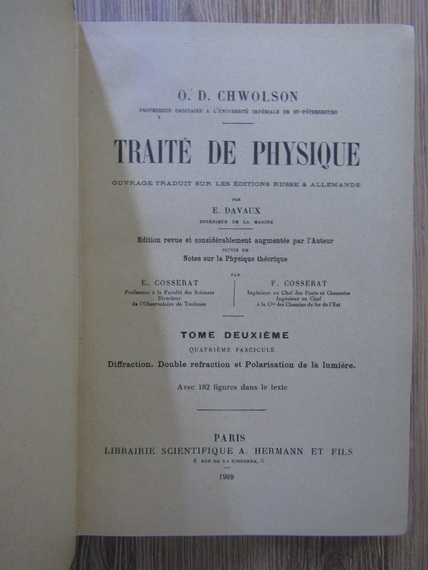 O. D. CHWOLSON
PROFESSEUR ORDINAIRE A L'UNIVERSITÉ IMPÉRIALE DE ST-PÉTERSBOURG
TRAITÉ DE PHYSIQUE
OUVRAGE TRADUIT SUR LES ÉDITIONS RUSSE & ALLEMANDE
PAR
E. DAVAUX
INGÉNIEUR DE LA MARINE
Edition revue et considérablement augmentée par l'Auteur
SUIVIE DE
Notes sur la Physique théorique
PAR
E. COSSERAT
Professeur à la Faculté des Sciences
Directeur
de l'Observatoire de Toulouse
F. COSSERAT
Ingénieur en Chef des Ponts et Chaussées
Ingénieur en Chef
à la Cie des Chemins de fer de l'Est
TOME DEUXIÈME
QUATRIÈME FASCICULE
Diffraction. Double refraction et Polarisation de la lumière.
Avec 182 figures dans le texte
PARIS
LIBRAIRIE SCIENTIFIQUE A. HERMANN ET FILS
6 RUE DE LA SORBONNE, 6
1909